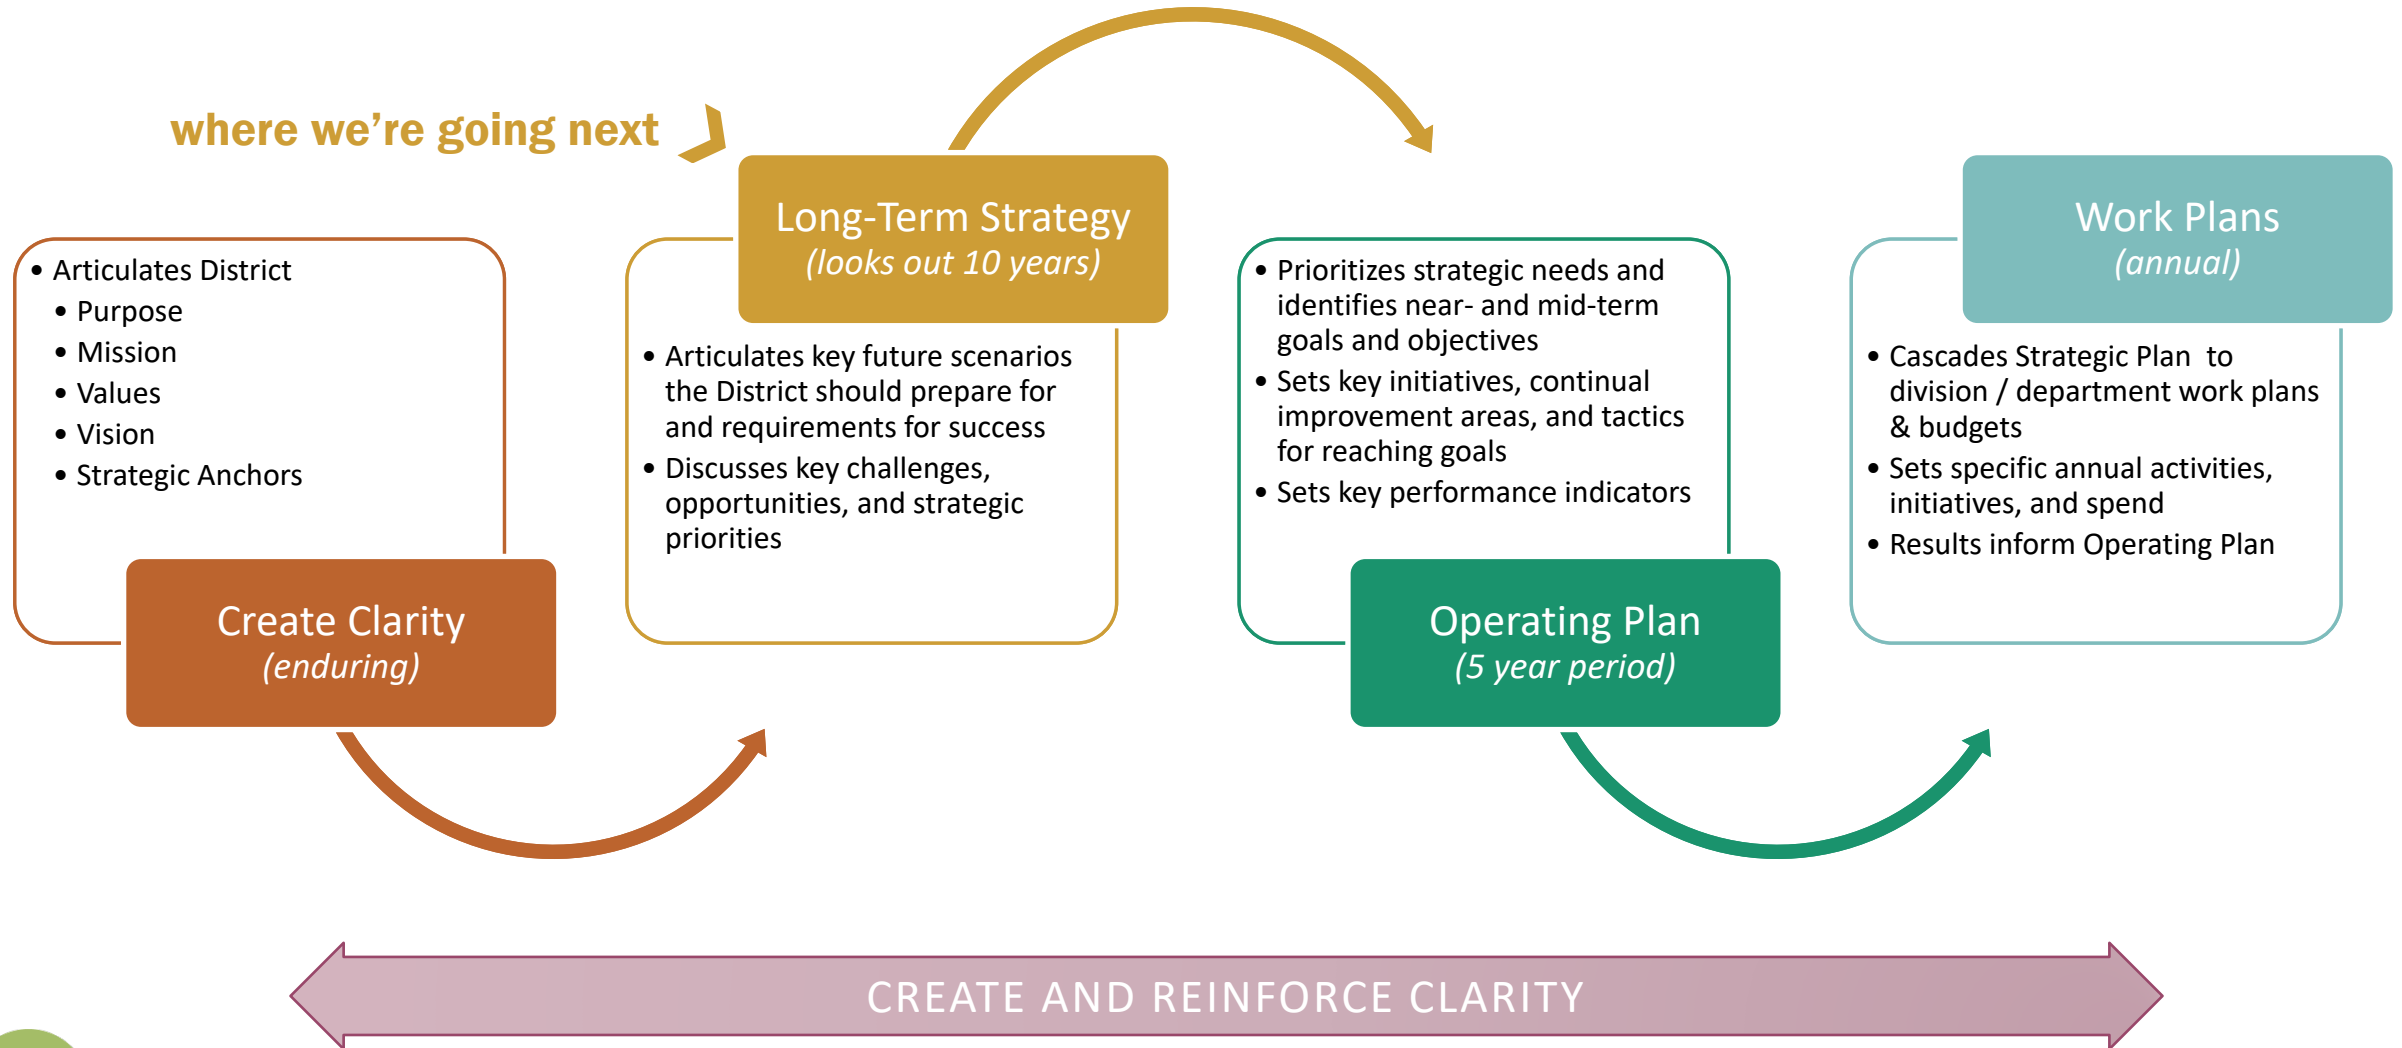 where we're going next
• Articulates District
• Purpose
• Mission
• Values
• Vision
• Strategic Anchors
Create Clarity
(enduring)
Long-Term Strategy
(looks out 10 years)
• Articulates key future scenarios
the District should prepare for
and requirements for success
• Discusses key challenges,
opportunities, and strategic
priorities
• Prioritizes strategic needs and
identifies near- and mid-term
goals and objectives
• Sets key initiatives, continual
improvement areas, and tactics
for reaching goals
• Sets key performance indicators
Operating Plan
(5 year period)
Work Plans
(annual)
• Cascades Strategic Plan  to
division / department work plans
& budgets
• Sets specific annual activities,
initiatives, and spend
• Results inform Operating Plan
CREATE AND REINFORCE CLARITY